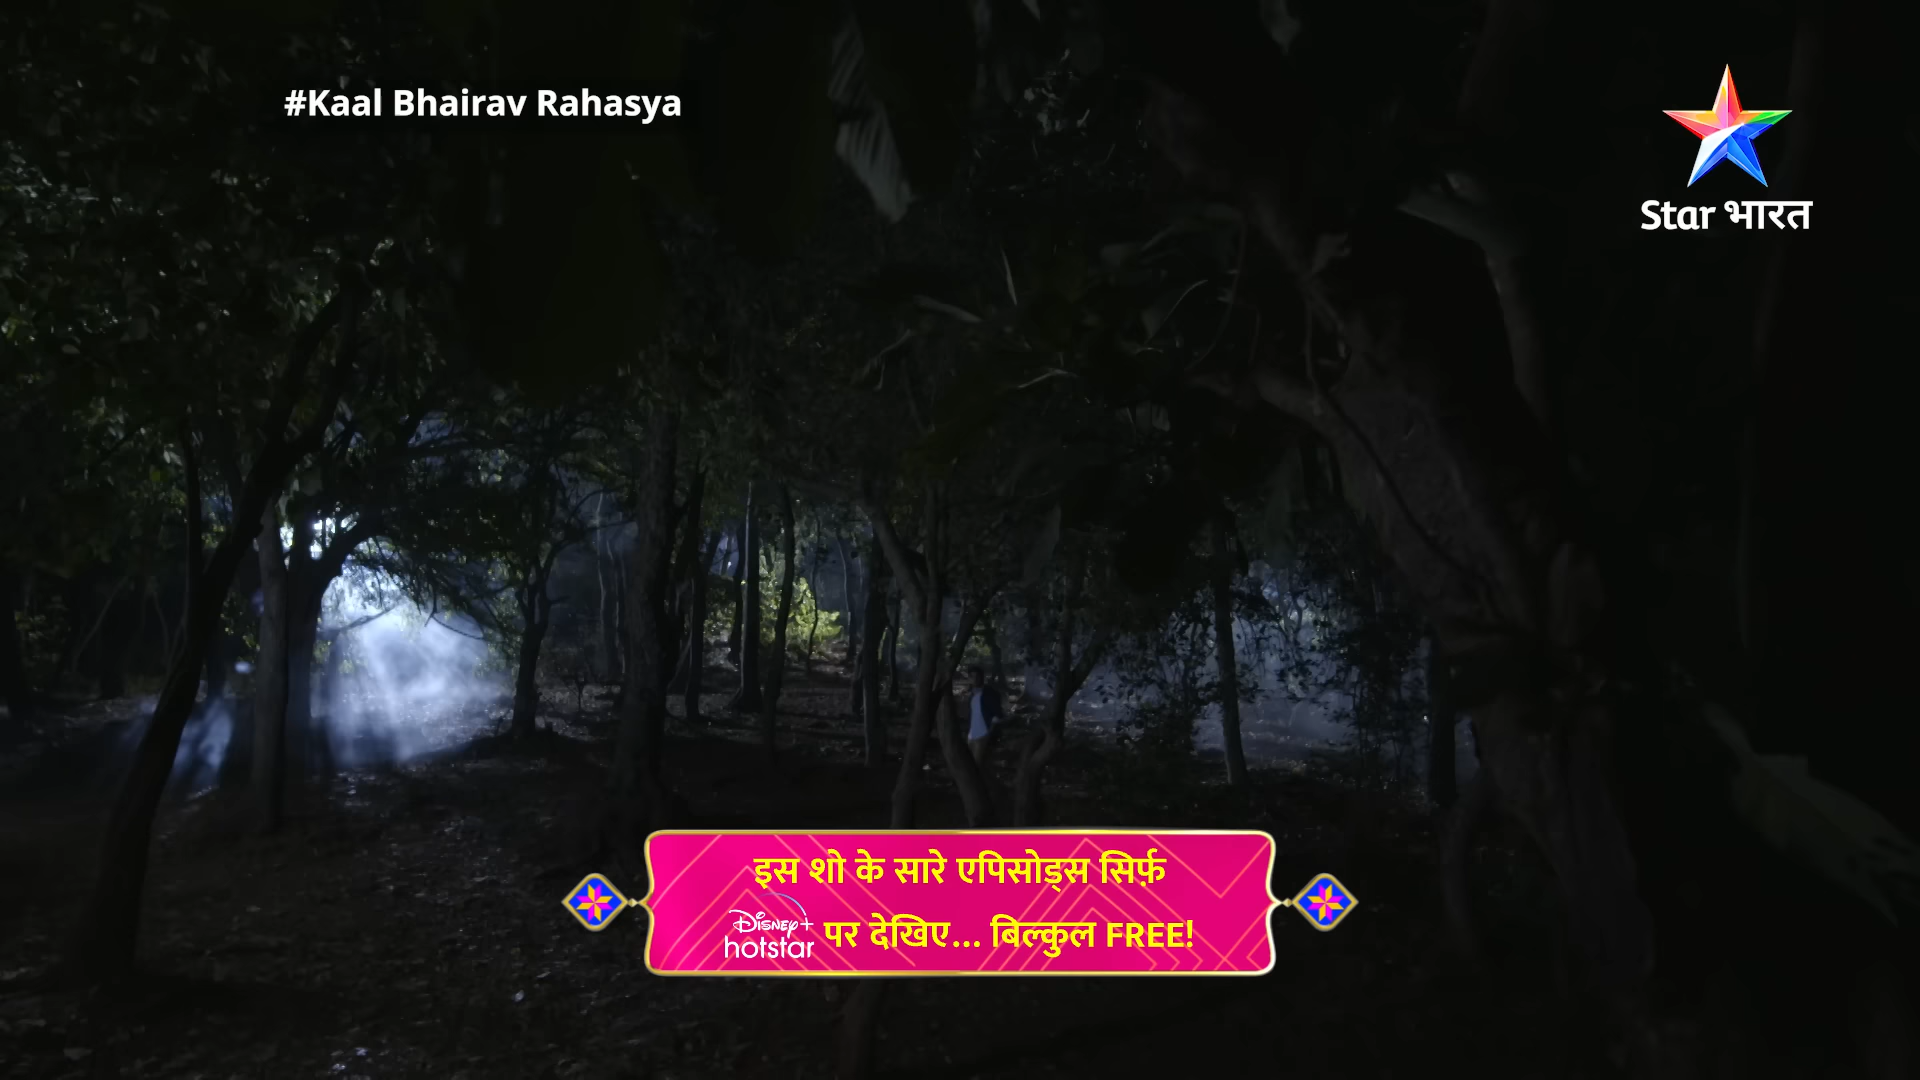 #Kaal Bhairav Rahasya
Star भारत
इस शो के सारे एपिसोड्स सिर्फ़
Disney+ hotstar पर देखिए... बिल्कुल FREE!